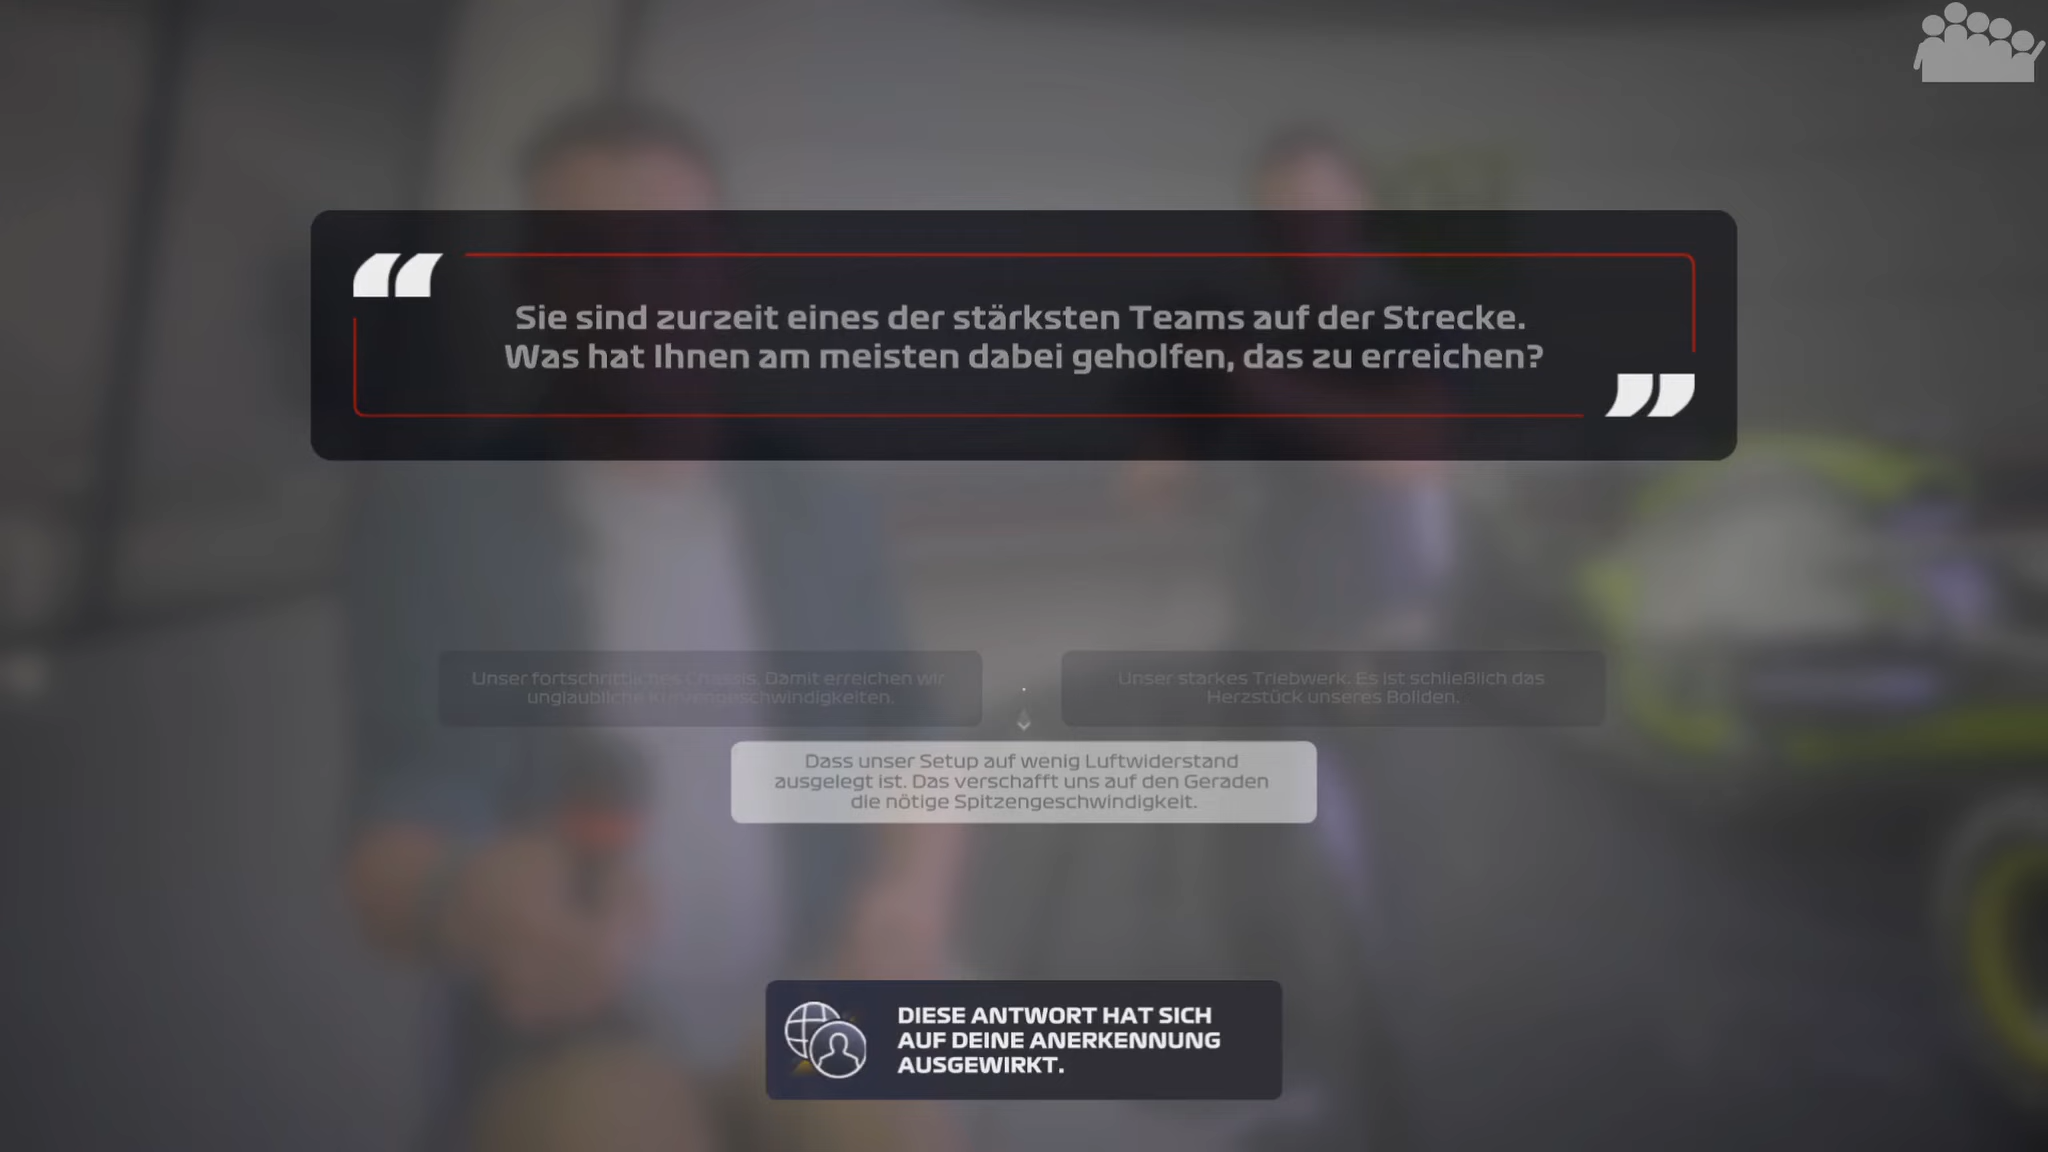 Sie sind zurzeit eines der stärksten Teams auf der Strecke.
Was hat Ihnen am meisten dabei geholfen, das zu erreichen?
Unser fortschrittliches Chassis. Damit erreichen wir
unglaubliche Kurvengeschwindigkeiten.
Unser starkes Triebwerk. Es ist schließlich das
Herzstück unseres Boliden.
Dass unser Setup auf wenig Luftwiderstand
ausgelegt ist. Das verschafft uns auf den Geraden
die nötige Spitzengeschwindigkeit.
DIESE ANTWORT HAT SICH
AUF DEINE ANERKENNUNG
AUSGEWIRKT.